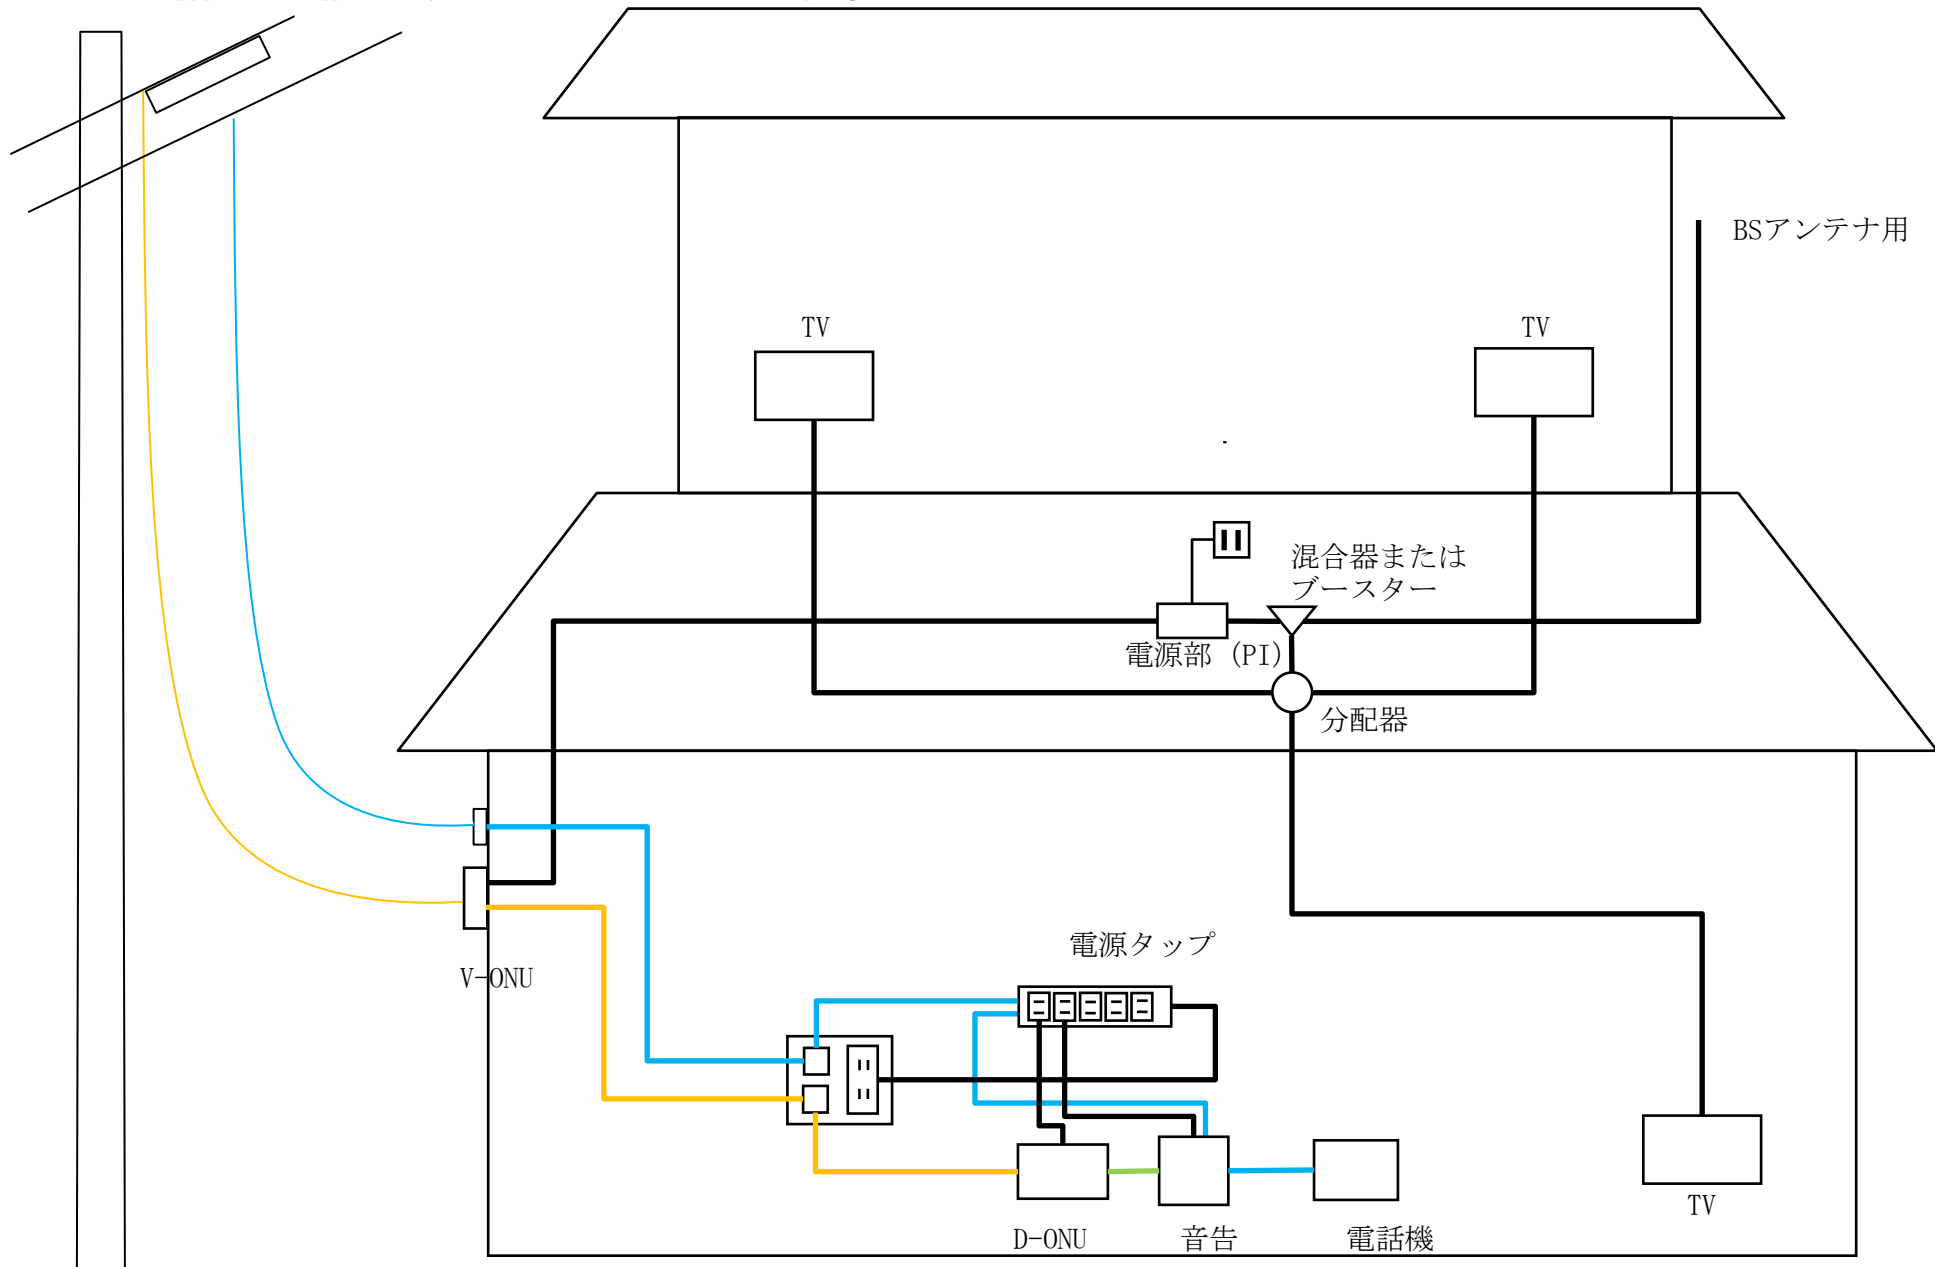 BSアンテナ用
TV
TV
混合器または
ブースター
電源部 (PI)
分配器
電源タップ
V-ONU
TV
D-ONU
音告
電話機